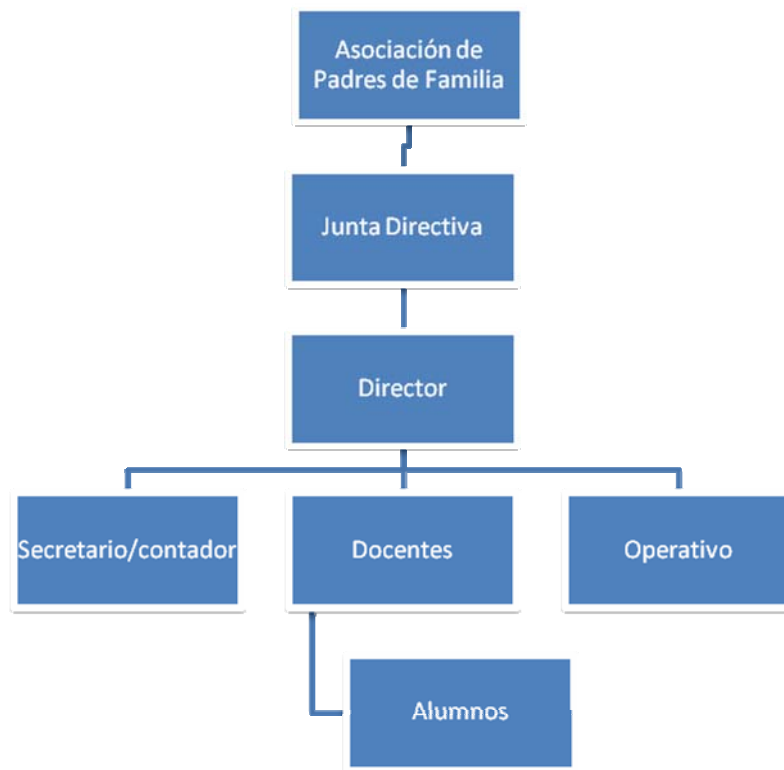 Asociación de
Padres de Familia
Junta Directiva
Director
Secretario/contador
Docentes
Operativo
Alumnos